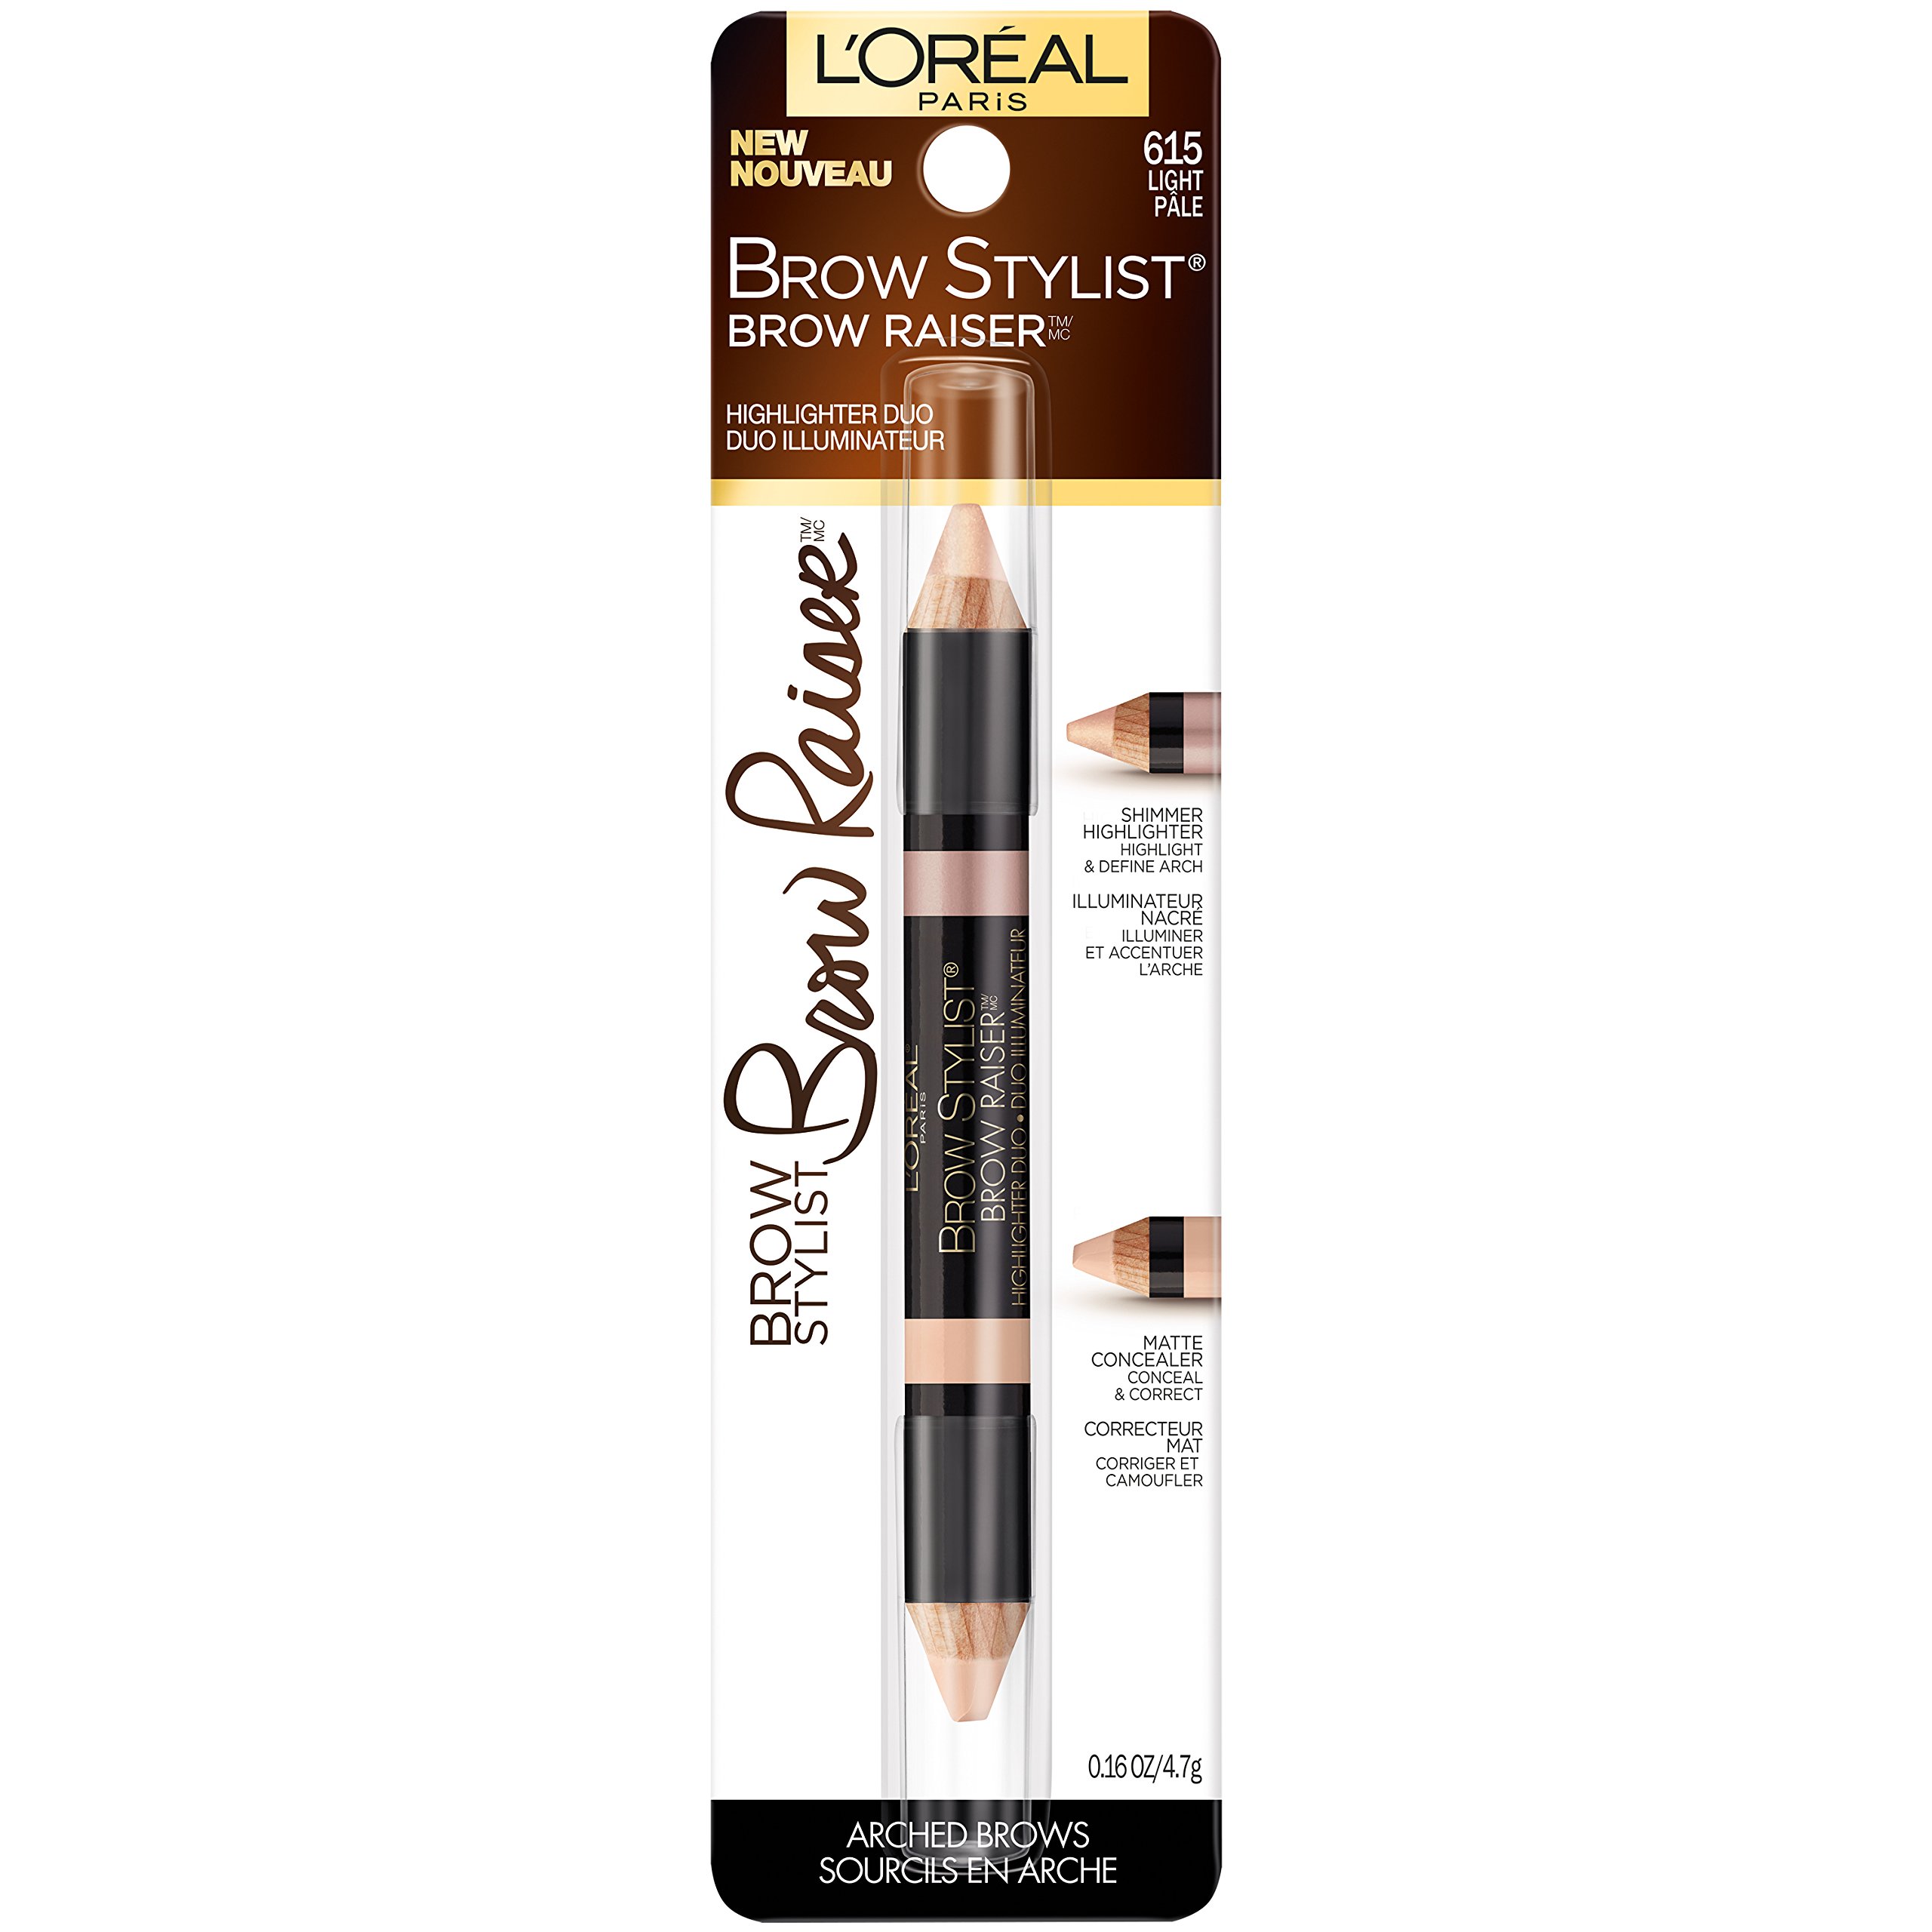 L'ORÉAL
PARiS
NEW
NOUVEAU
615
LIGHT
PÂLE
BROW STYLIST®
BROW RAISER™/MC
HIGHLIGHTER DUO
DUO ILLUMINATEUR
BROW
STYLIST
Brow Raiser™/MC
L'ORÉAL®
PARIS
BROW STYLIST®
BROW RAISER™/MC
HIGHLIGHTER DUO • DUO ILLUMINATEUR
SHIMMER
HIGHLIGHTER
HIGHLIGHT
& DEFINE ARCH
ILLUMINATEUR
NACRÉ
ILLUMINER
ET ACCENTUER
L'ARCHE
MATTE
CONCEALER
CONCEAL
& CORRECT
CORRECTEUR
MAT
CORRIGER ET
CAMOUFLER
0.16 OZ/4.7g
ARCHED BROWS
SOURCILS EN ARCHE